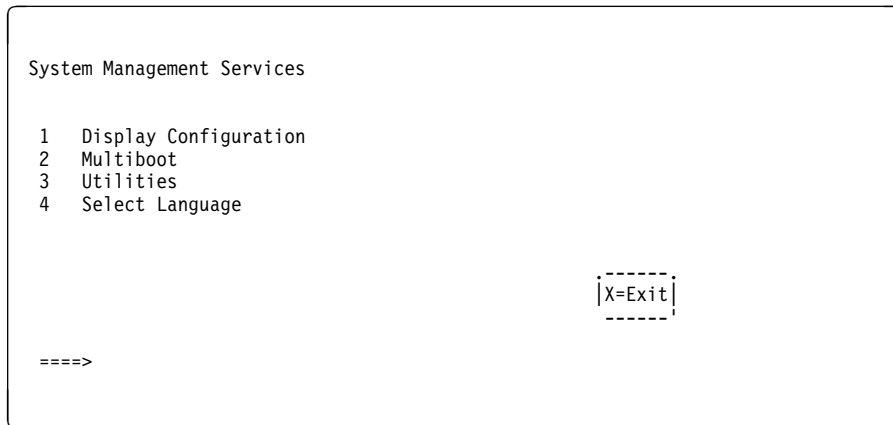 System Management Services
1 Display Configuration
2 Multiboot
3 Utilities
4 Select Language
.------.
|X=Exit|
------'
====>